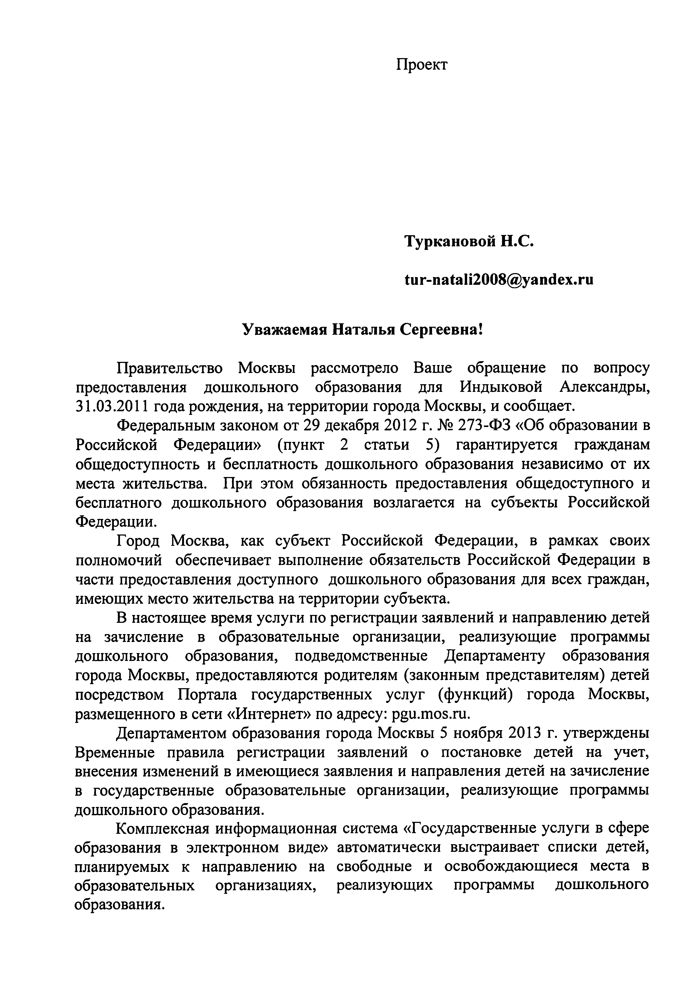 Проект
Туркановой Н.С.
tur-natali2008@yandex.ru
Уважаемая Наталья Сергеевна!
Правительство Москвы рассмотрело Ваше обращение по вопросу
предоставления дошкольного образования для Индыковой Александры,
31.03.2011 года рождения, на территории города Москвы, и сообщает.
Федеральным законом от 29 декабря 2012 г. № 273-ФЗ «Об образовании в
Российской Федерации» (пункт 2 статьи 5) гарантируется гражданам
общедоступность и бесплатность дошкольного образования независимо от их
места жительства. При этом обязанность предоставления общедоступного и
бесплатного дошкольного образования возлагается на субъекты Российской
Федерации.
Город Москва, как субъект Российской Федерации, в рамках своих
полномочий обеспечивает выполнение обязательств Российской Федерации в
части предоставления доступного дошкольного образования для всех граждан,
имеющих место жительства на территории субъекта.
В настоящее время услуги по регистрации заявлений и направлению детей
на зачисление в образовательные организации, реализующие программы
дошкольного образования, подведомственные Департаменту образования
города Москвы, предоставляются родителям (законным представителям) детей
посредством Портала государственных услуг (функций) города Москвы,
размещенного в сети «Интернет» по адресу: pgu.mos.ru.
Департаментом образования города Москвы 5 ноября 2013 г. утверждены
Временные правила регистрации заявлений о постановке детей на учет,
внесения изменений в имеющиеся заявления и направления детей на зачисление
в государственные образовательные организации, реализующие программы
дошкольного образования.
Комплексная информационная система «Государственные услуги в сфере
образования в электронном виде» автоматически выстраивает списки детей,
планируемых к направлению на свободные и освобождающиеся места в
образовательных организациях, реализующих программы дошкольного
образования.